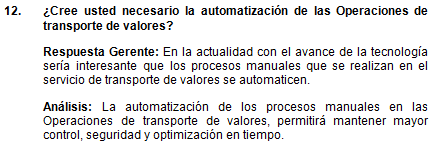 12. ¿Cree usted necesario la automatización de las Operaciones de
transporte de valores?
Respuesta Gerente: En la actualidad con el avance de la tecnología
sería interesante que los procesos manuales que se realizan en el
servicio de transporte de valores se automaticen.
Análisis: La automatización de los procesos manuales en las
Operaciones de transporte de valores, permitirá mantener mayor
control, seguridad y optimización en tiempo.